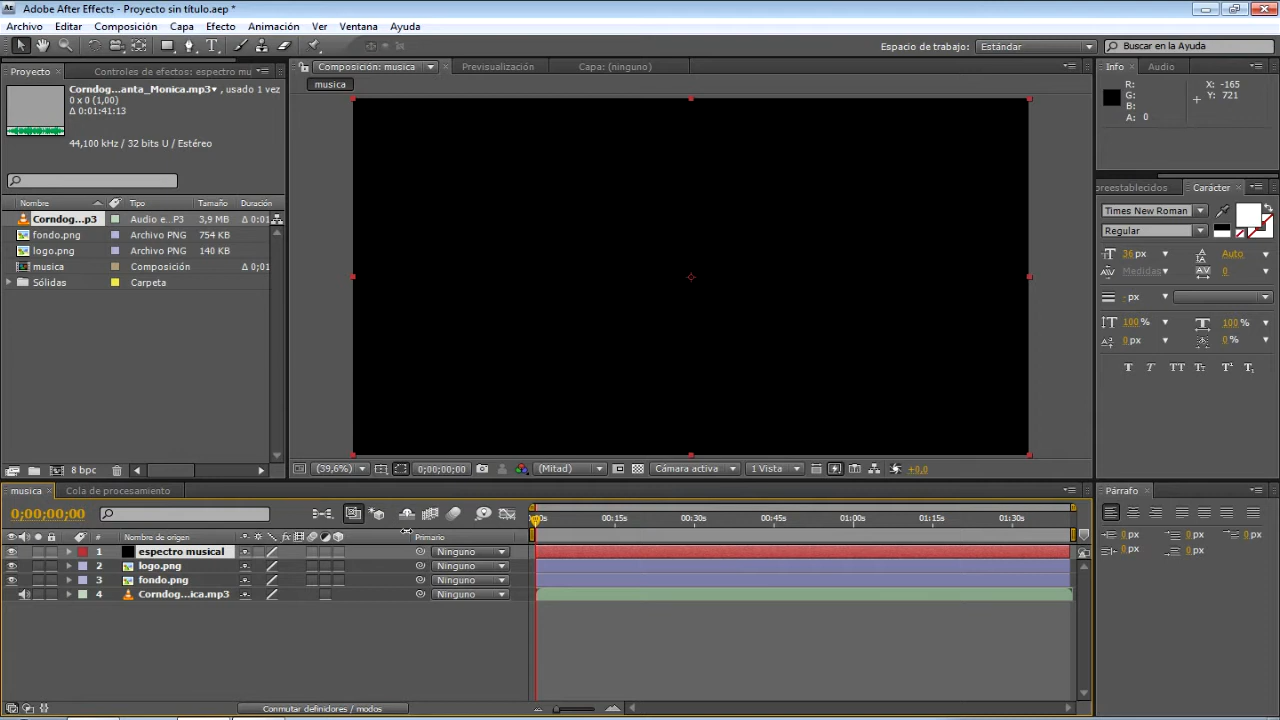 Adobe After Effects - Proyecto sin título.aep *
Archivo Editar Composición Capa Efecto Animación Ver Ventana Ayuda
Espacio de trabajo: Estándar Buscar en la Ayuda
Proyecto Controles de efectos: espectro mu
Composición: musica Previsualización Capa: (ninguno)
Info Audio
musica
Corndog...anta_Monica.mp3, usado 1 vez
0 x 0 (1,00)
Δ 0:01:41:13
44,100 kHz / 32 bits U / Estéreo
R: X: -165
G: Y: 721
B:
A: 0
reestablecidos Carácter
Times New Roman
Regular
36 px Auto
Medidas 0
- px
100 % 100 %
0 px 0 %
T T TT Tт T¹ T₁
Nombre Tipo Tamaño Duración
Corndog...p3 Audio e...P3 3,9 MB Δ 0:01
fondo.png Archivo PNG 754 KB
logo.png Archivo PNG 140 KB
musica Composición Δ 0;01
Sólidas Carpeta
8 bpc
(39,6%) 0;00;00;00 (Mitad) Cámara activa 1 Vista +0,0
musica Cola de procesamiento
0;00;00;00
00s 00:15s 00:30s 00:45s 01:00s 01:15s 01:30s
# Nombre de origen fx Primario
1 espectro musical Ninguno
2 logo.png Ninguno
3 fondo.png Ninguno
4 Corndog...ica.mp3 Ninguno
Conmutar definidores / modos
Párrafo
0 px 0 px 0 px
0 px 0 px